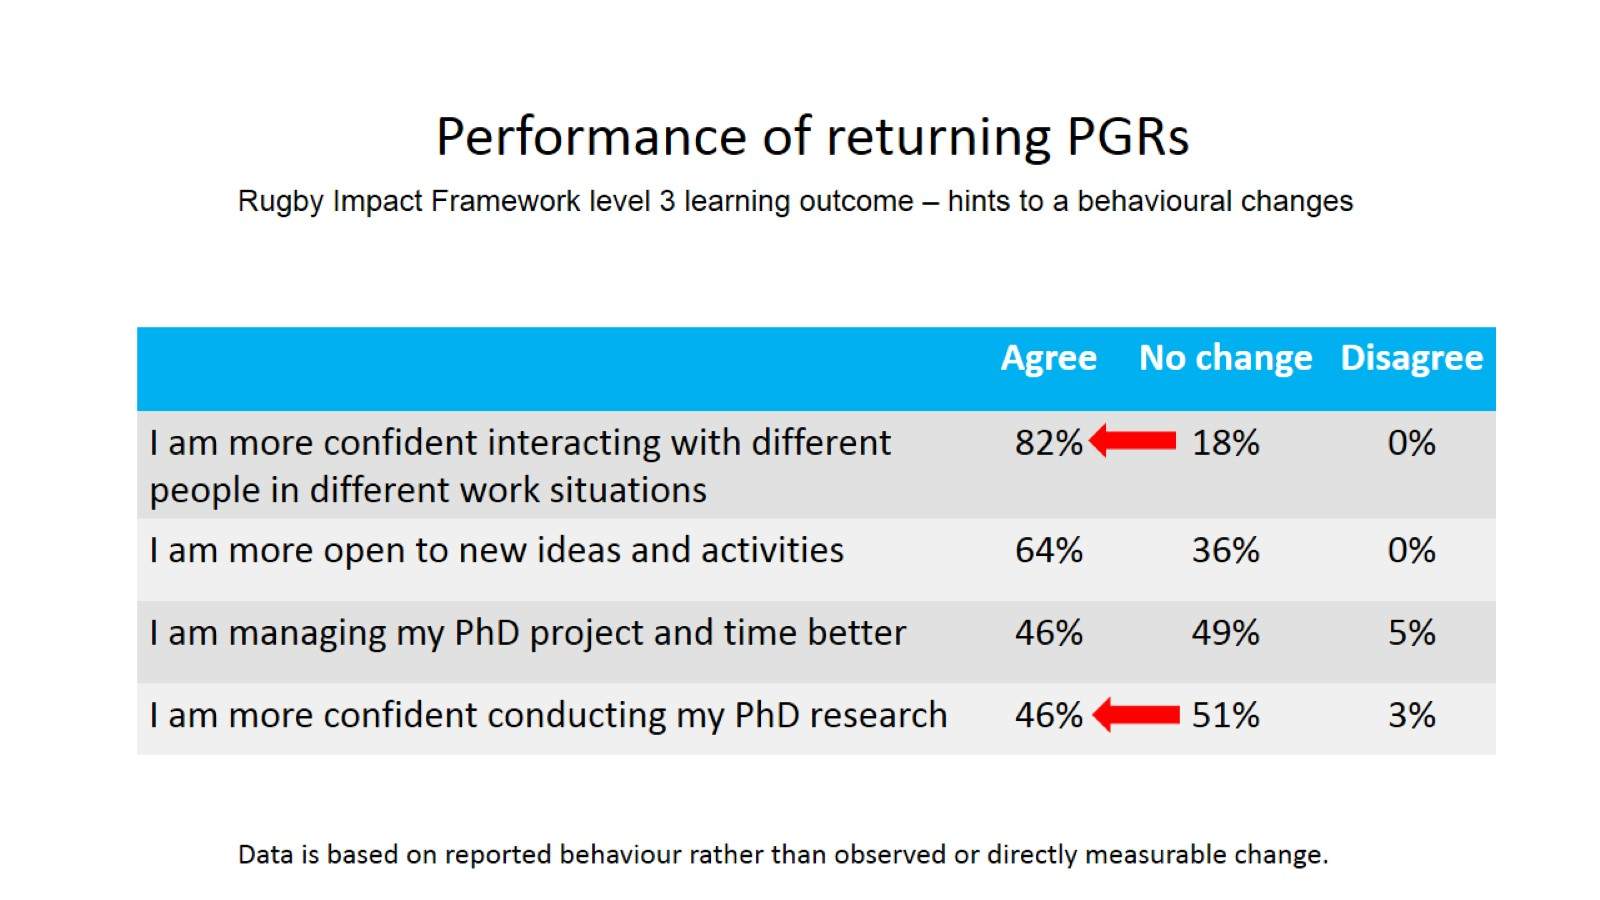 Performance of returning PGRs
Rugby Impact Framework level 3 learning outcome – hints to a behavioural changes
Agree No change Disagree
I am more confident interacting with different
people in different work situations
82% 18% 0%
I am more open to new ideas and activities 64% 36% 0%
I am managing my PhD project and time better 46% 49% 5%
I am more confident conducting my PhD research 46% 51% 3%
Data is based on reported behaviour rather than observed or directly measurable change.